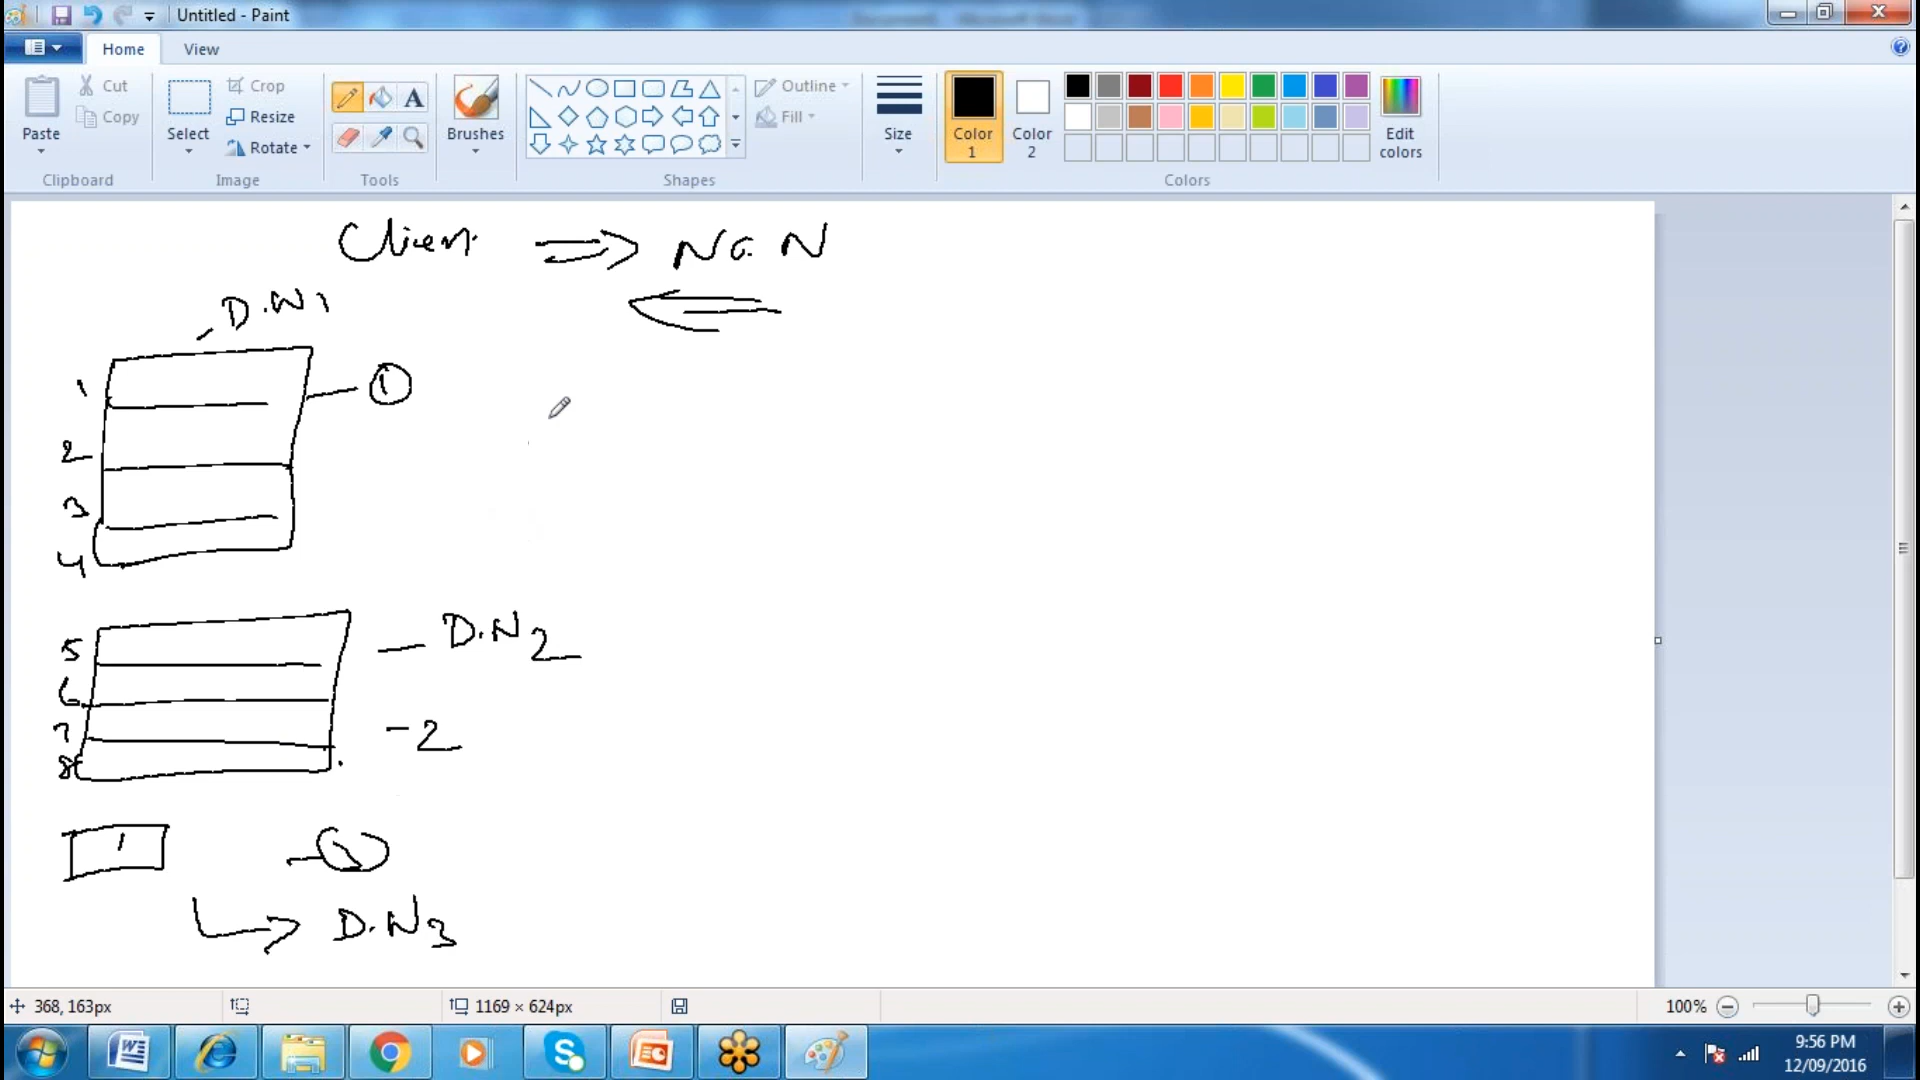 Untitled - Paint
Home View
Paste
Cut
Copy
Clipboard
Select
Crop
Resize
Rotate
Image
Tools
Brushes
Outline
Fill
Shapes
Size
Color 1
Color 2
Edit colors
Colors
Client ⇒ Na. N
D.N1
1
1
2
3
4
5
D.N2
6
7
- 2
8
1
D.N3
368, 163px
1169 × 624px
100%
9:56 PM
12/09/2016